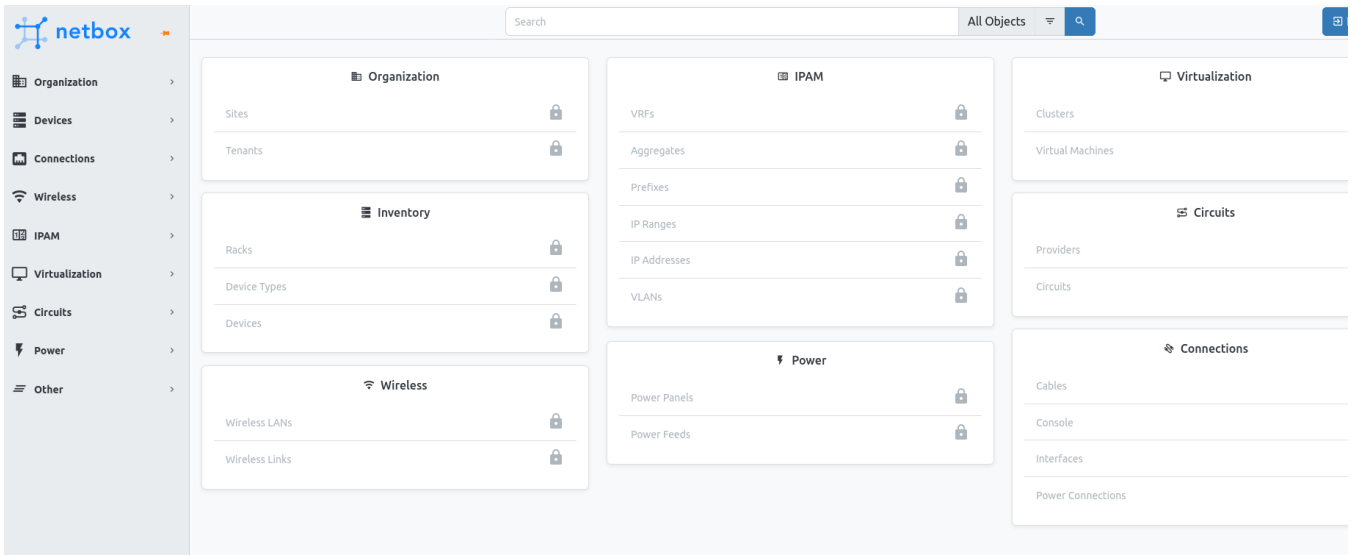 netbox
Search
All Objects
Organization
Devices
Connections
Wireless
IPAM
Virtualization
Circuits
Power
Other
Organization
Sites
Tenants
Inventory
Racks
Device Types
Devices
Wireless
Wireless LANs
Wireless Links
IPAM
VRFs
Aggregates
Prefixes
IP Ranges
IP Addresses
VLANs
Power
Power Panels
Power Feeds
Virtualization
Clusters
Virtual Machines
Circuits
Providers
Circuits
Connections
Cables
Console
Interfaces
Power Connections